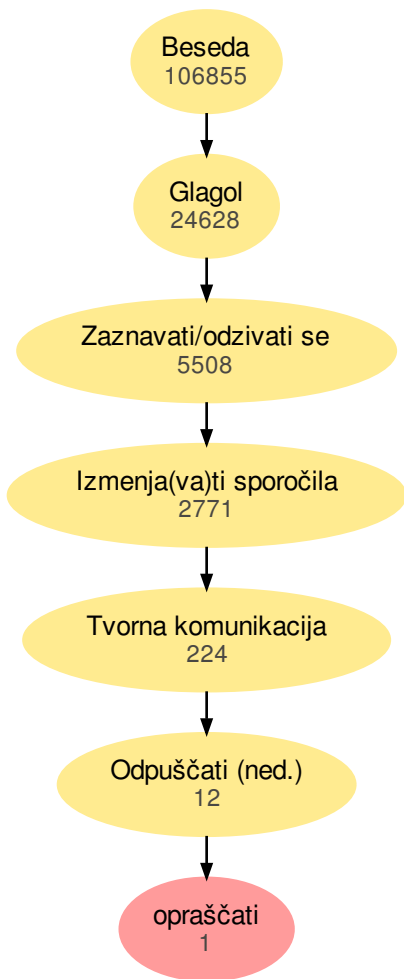 Beseda
106855
Glagol
24628
Zaznavati/odzivati se
5508
Izmenja(va)ti sporočila
2771
Tvorna komunikacija
224
Odpuščati (ned.)
12
opraščati
1